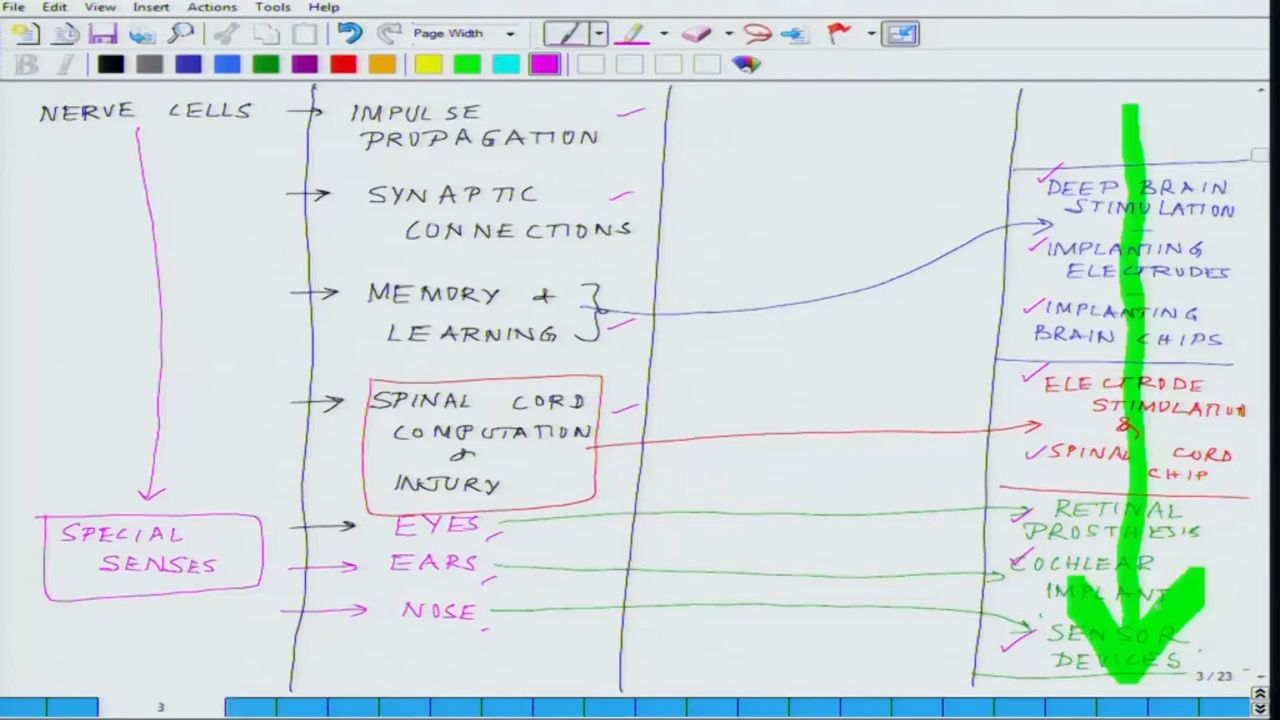 File Edit View Insert Actions Tools Help
Page Width
B I
NERVE CELLS
SPECIAL
SENSES
IMPULSE
PROPAGATION
SYNAPTIC
CONNECTIONS
MEMORY &
LEARNING
SPINAL CORD
COMPUTATION
&
INJURY
EYES
EARS
NOSE
DEEP BRAIN
STIMULATION
IMPLANTING
ELECTRODES
IMPLANTING
BRAIN CHIPS
ELECTRODE
STIMULATION
&
SPINAL CORD
CHIP
RETINAL
PROSTHESIS
COCHLEAR
IMPLANT
SENSOR
DEVICES
3 / 23
3